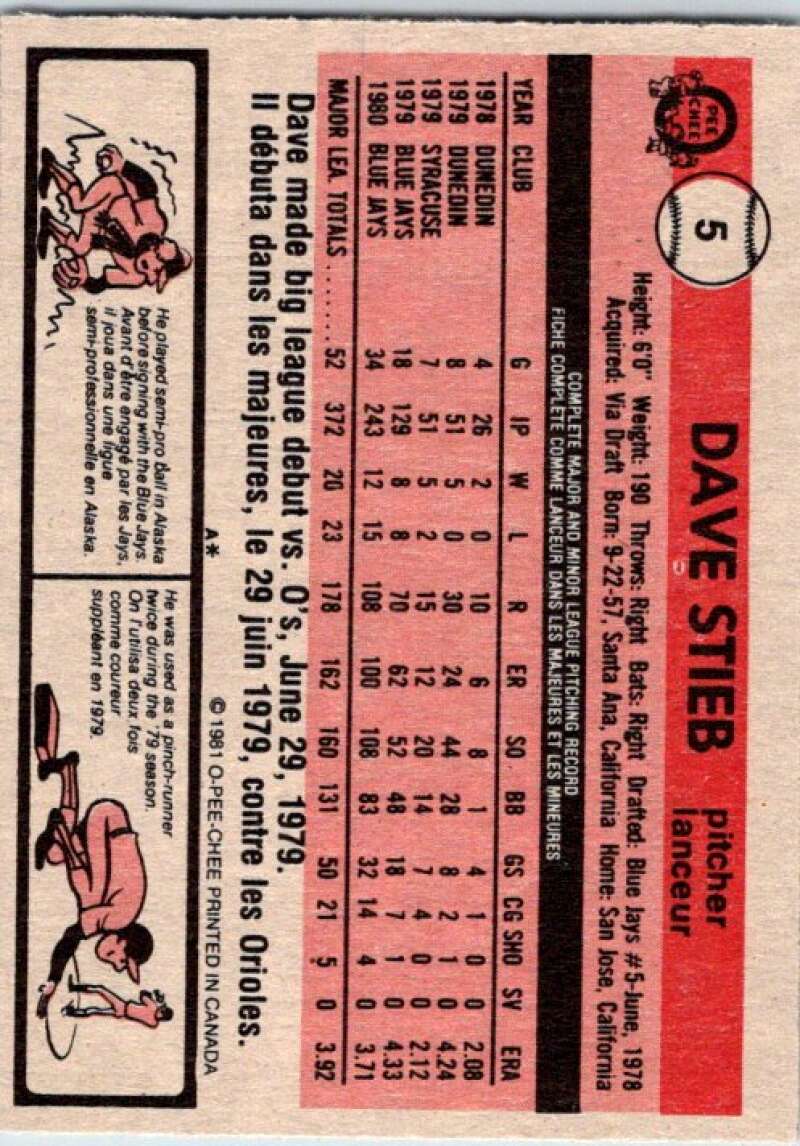 O PEE CHEE
5
DAVE STIEB
pitcher
lanceur
Height: 6'0" Weight: 190 Throws: Right Bats: Right Drafted: Blue Jays #5-June, 1978
Acquired: Via Draft Born: 9-22-57, Santa Ana, California Home: San Jose, California
COMPLETE MAJOR AND MINOR LEAGUE PITCHING RECORD
FICHE COMPLETE COMME LANCEUR DANS LES MAJEURES ET LES MINEURES
YEAR CLUB G IP W L R ER SO BB GS CG SHO SV ERA
1978 DUNEDIN 4 26 2 0 10 6 8 1 4 1 0 0 2.08
1979 DUNEDIN 8 51 5 0 30 24 44 28 8 2 1 0 4.24
1979 SYRACUSE 7 51 5 2 15 12 20 14 7 4 0 0 2.12
1979 BLUE JAYS 18 129 8 8 70 62 52 48 18 7 1 0 4.33
1980 BLUE JAYS 34 243 12 15 108 100 108 83 32 14 4 0 3.71
MAJOR LEA. TOTALS ....... 52 372 20 23 178 162 160 131 50 21 5 0 3.92
Dave made big league debut vs. O's, June 29, 1979.
Il débuta dans les majeures, le 29 juin 1979, contre les Orioles.
A* © 1981 O-PEE-CHEE PRINTED IN CANADA
He played semi-pro ball in Alaska
before signing with the Blue Jays.
Avant d'être engagé par les Jays,
il joua dans une ligue
semi-professionnelle en Alaska.
He was used as a pinch-runner
twice during the '79 season.
On l'utilisa deux fois
comme coureur
suppléant en 1979.